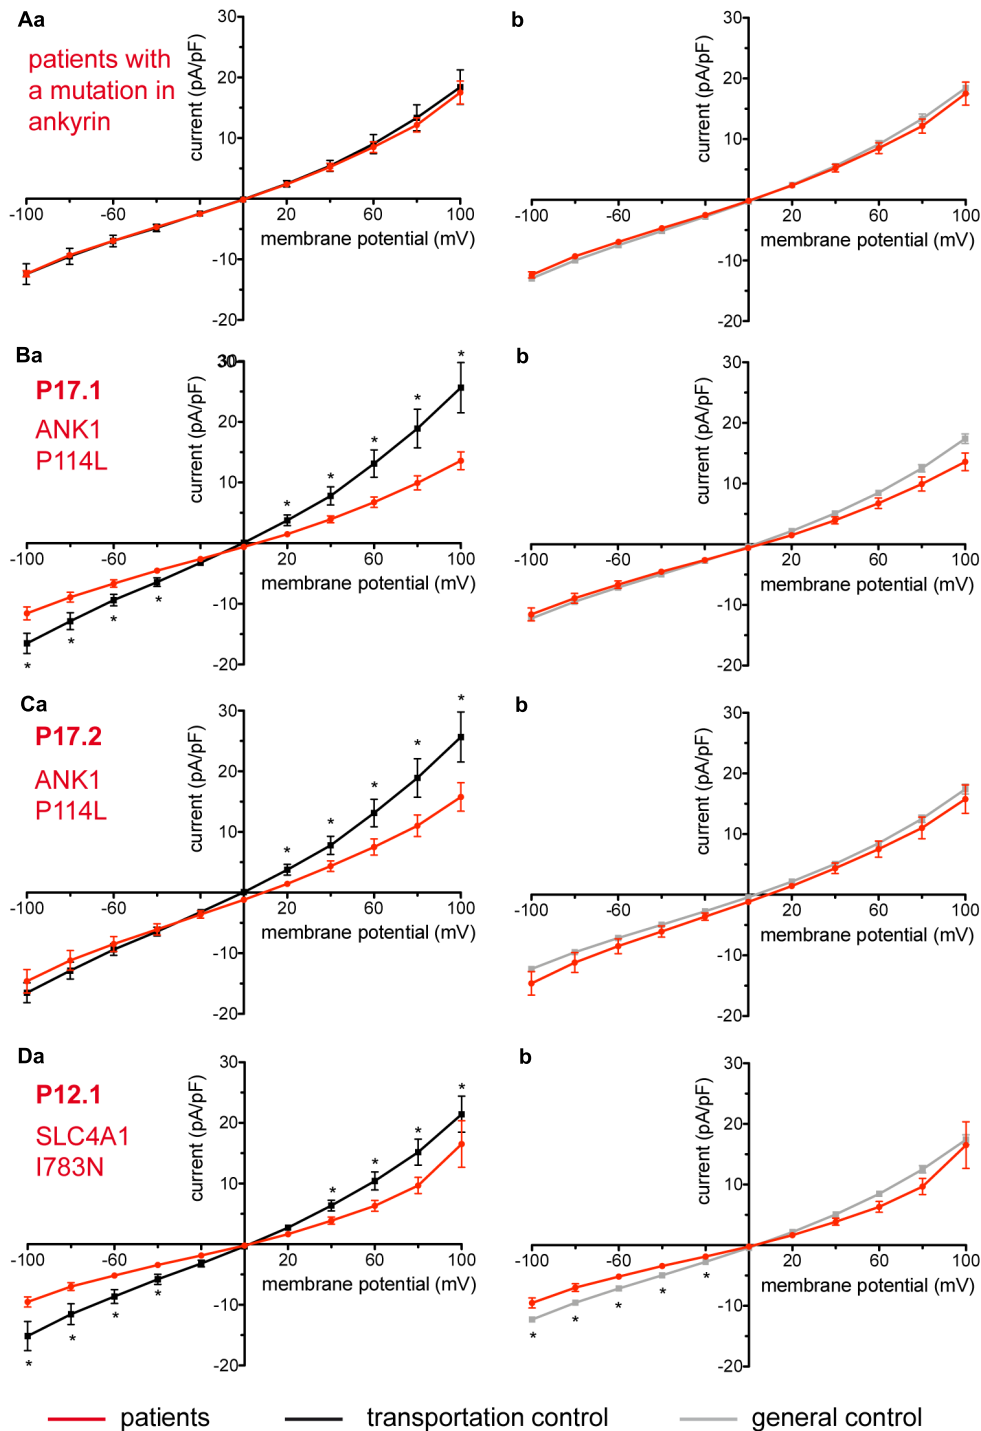 Aa
patients with
a mutation in
ankyrin
current (pA/pF)
30
20
10
-10
-20
-100
-60
20
60
100
membrane potential (mV)
b
current (pA/pF)
30
20
10
-10
-20
-100
-60
20
60
100
membrane potential (mV)
Ba
P17.1
ANK1
P114L
current (pA/pF)
30
20
10
-10
-20
-100
-60
20
60
100
membrane potential (mV)
* * * * * * * * *
b
current (pA/pF)
30
20
10
-10
-20
-100
-60
20
60
100
membrane potential (mV)
Ca
P17.2
ANK1
P114L
current (pA/pF)
30
20
10
-10
-20
-100
-60
20
60
100
membrane potential (mV)
* * * * *
b
current (pA/pF)
30
20
10
-10
-20
-100
-60
20
60
100
membrane potential (mV)
Da
P12.1
SLC4A1
I783N
current (pA/pF)
30
20
10
-10
-20
-100
-60
20
60
100
membrane potential (mV)
* * * * * * * *
b
current (pA/pF)
30
20
10
-10
-20
-100
-60
20
60
100
membrane potential (mV)
* * * * *
patients
transportation control
general control